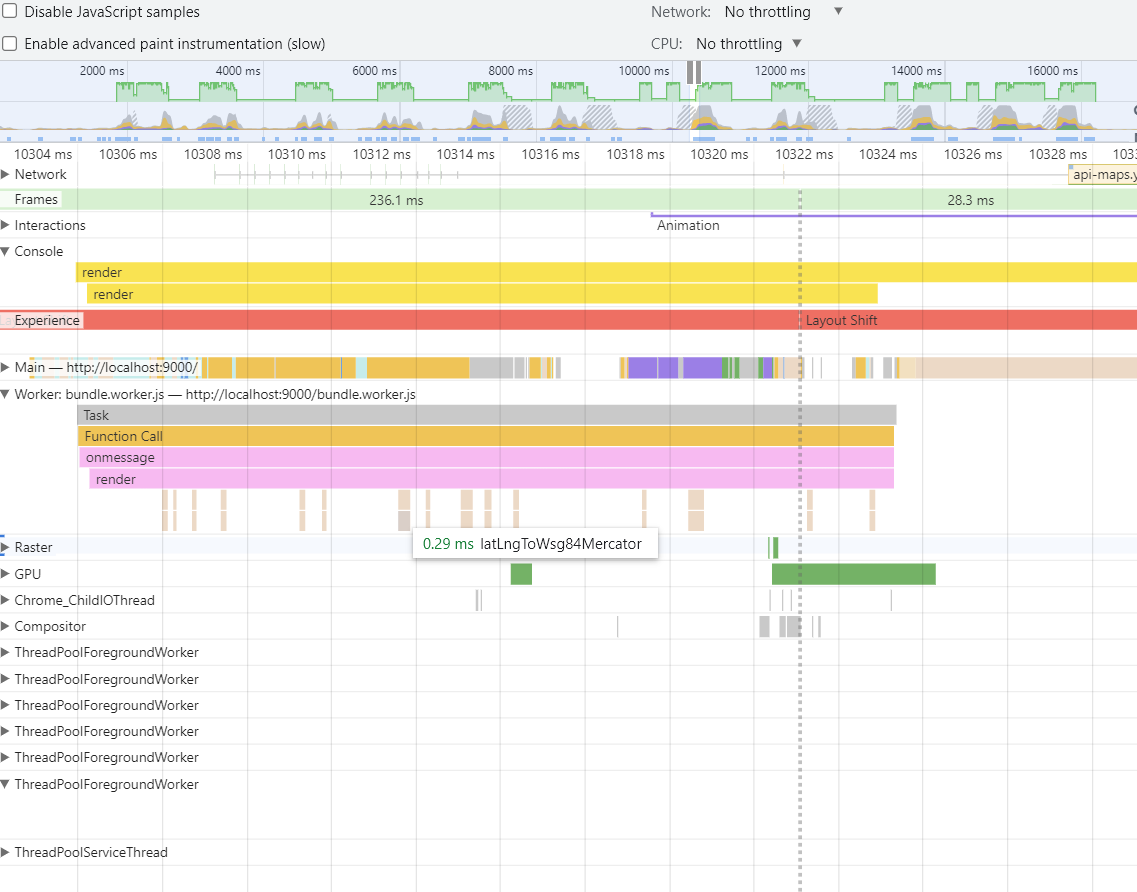 Disable JavaScript samples
Network: No throttling
Enable advanced paint instrumentation (slow)
CPU: No throttling
2000 ms 4000 ms 6000 ms 8000 ms 10000 ms 12000 ms 14000 ms 16000 ms
10304 ms 10306 ms 10308 ms 10310 ms 10312 ms 10314 ms 10316 ms 10318 ms 10320 ms 10322 ms 10324 ms 10326 ms 10328 ms 1033
Network
api-maps.y
Frames 236.1 ms 28.3 ms
Interactions Animation
Console
render
render
Experience Layout Shift
Main — http://localhost:9000/
Worker: bundle.worker.js — http://localhost:9000/bundle.worker.js
Task
Function Call
onmessage
render
0.29 ms latLngToWsg84Mercator
Raster
GPU
Chrome_ChildIOThread
Compositor
ThreadPoolForegroundWorker
ThreadPoolForegroundWorker
ThreadPoolForegroundWorker
ThreadPoolForegroundWorker
ThreadPoolForegroundWorker
ThreadPoolForegroundWorker
ThreadPoolServiceThread